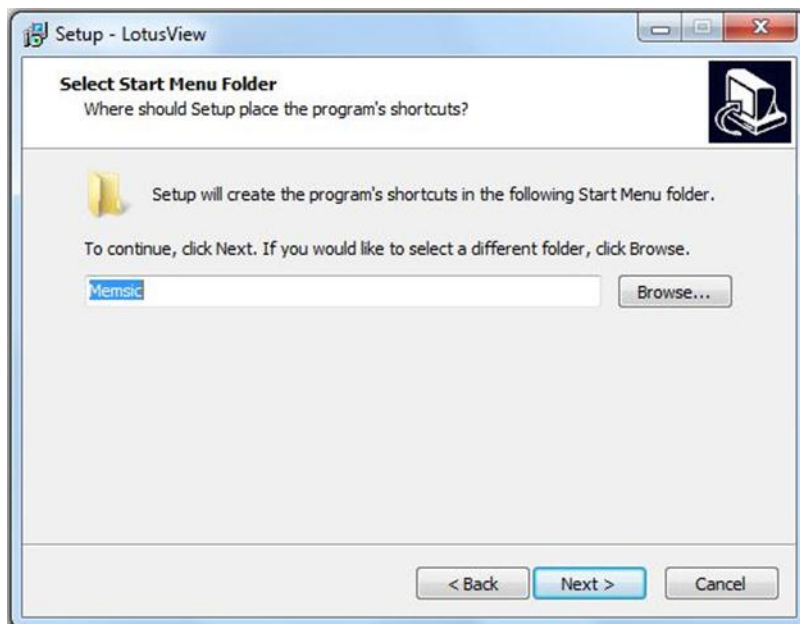 Setup - LotusView
Select Start Menu Folder
Where should Setup place the program's shortcuts?
Setup will create the program's shortcuts in the following Start Menu folder.
To continue, click Next. If you would like to select a different folder, click Browse.
Memsic
Browse...
< Back
Next >
Cancel